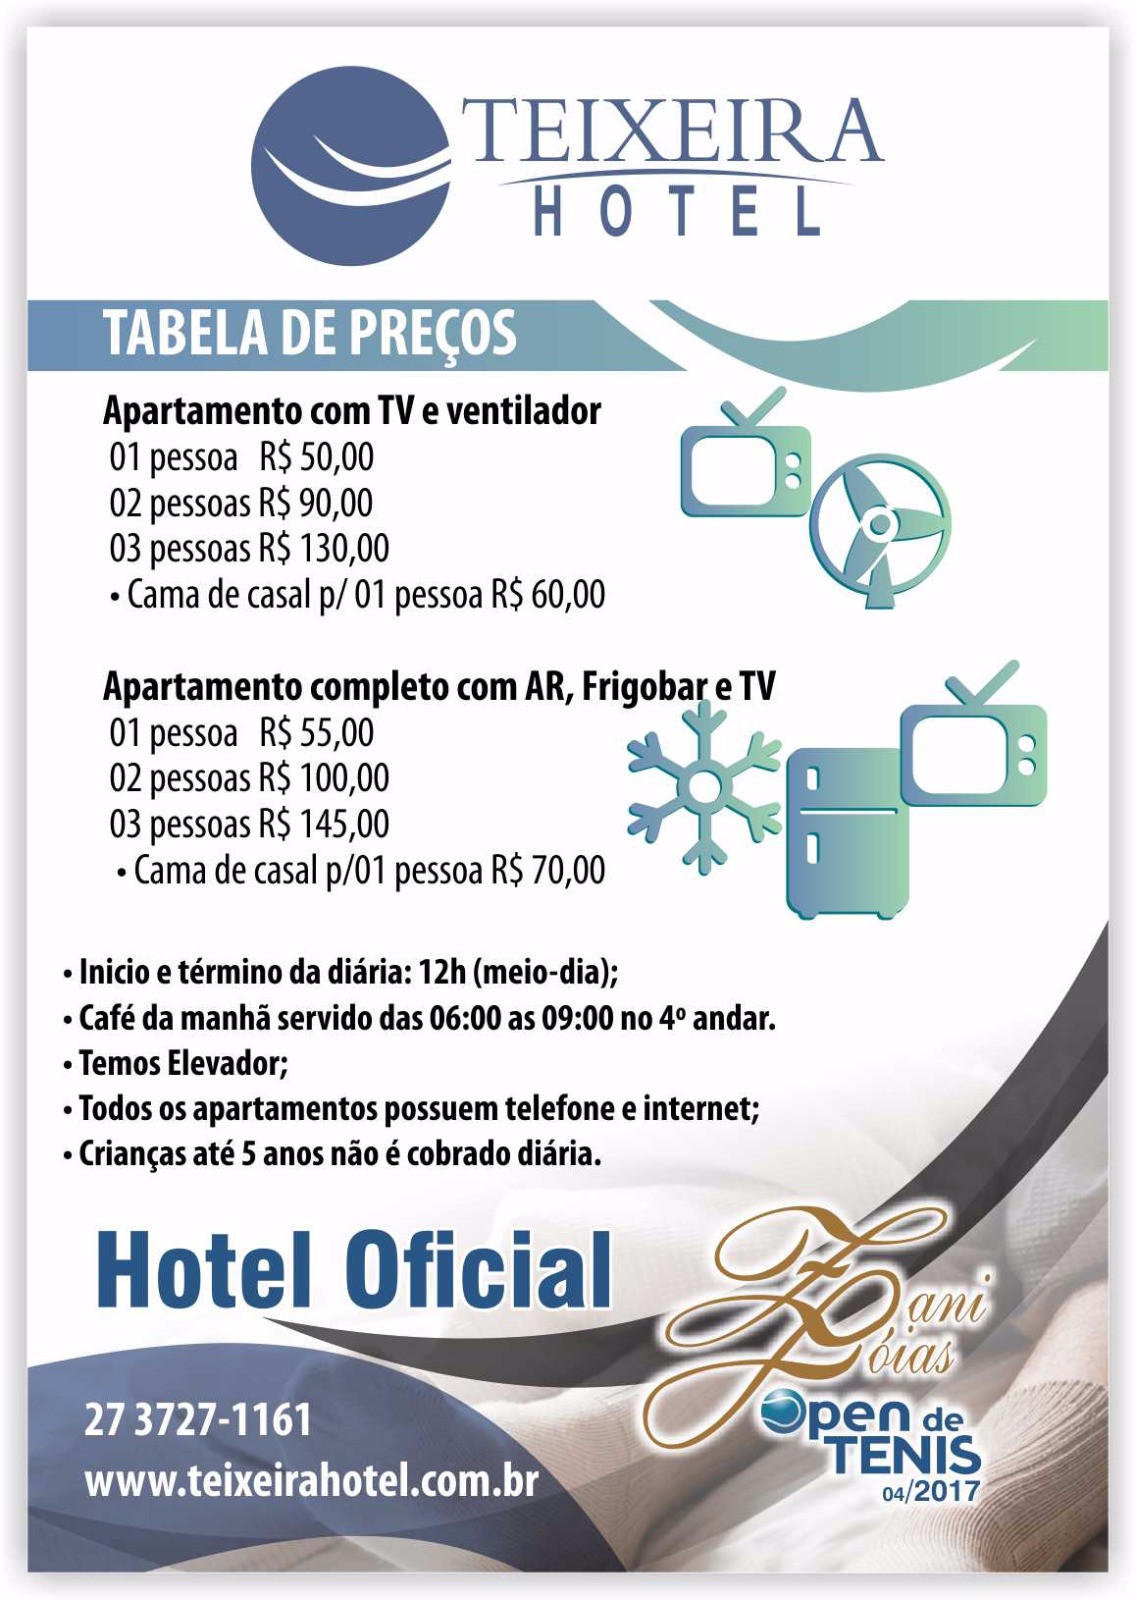 TEIXEIRA
HOTEL
TABELA DE PREÇOS
Apartamento com TV e ventilador
01 pessoa R$ 50,00
02 pessoas R$ 90,00
03 pessoas R$ 130,00
• Cama de casal p/ 01 pessoa R$ 60,00
Apartamento completo com AR, Frigobar e TV
01 pessoa R$ 55,00
02 pessoas R$ 100,00
03 pessoas R$ 145,00
• Cama de casal p/01 pessoa R$ 70,00
• Inicio e término da diária: 12h (meio-dia);
• Café da manhã servido das 06:00 as 09:00 no 4º andar.
• Temos Elevador;
• Todos os apartamentos possuem telefone e internet;
• Crianças até 5 anos não é cobrado diária.
Hotel Oficial
Zani
Jóias
Open de
TENIS
04/2017
27 3727-1161
www.teixeirahotel.com.br